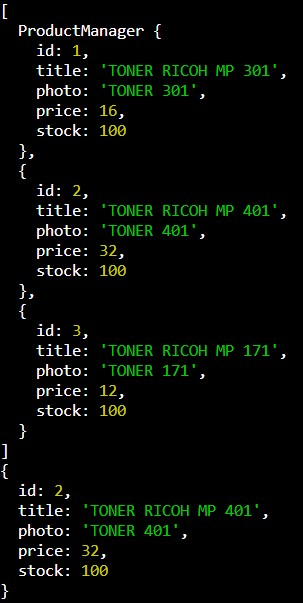 [
  ProductManager {
    id: 1,
    title: 'TONER RICOH MP 301',
    photo: 'TONER 301',
    price: 16,
    stock: 100
  },
  {
    id: 2,
    title: 'TONER RICOH MP 401',
    photo: 'TONER 401',
    price: 32,
    stock: 100
  },
  {
    id: 3,
    title: 'TONER RICOH MP 171',
    photo: 'TONER 171',
    price: 12,
    stock: 100
  }
]
{
  id: 2,
  title: 'TONER RICOH MP 401',
  photo: 'TONER 401',
  price: 32,
  stock: 100
}